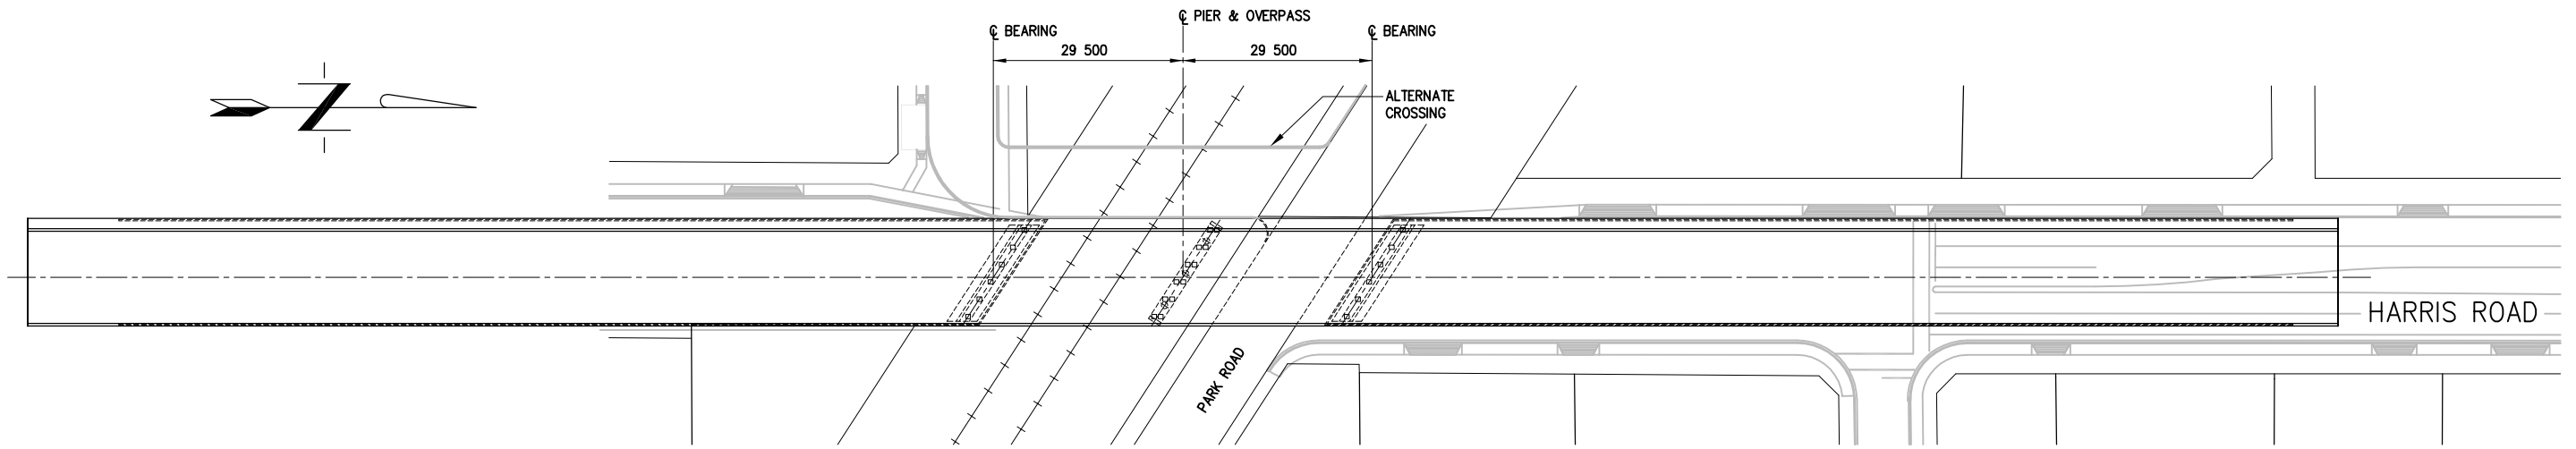 ℄ PIER & OVERPASS
℄ BEARING
℄ BEARING
29 500
29 500
ALTERNATE
CROSSING
HARRIS ROAD
PARK ROAD